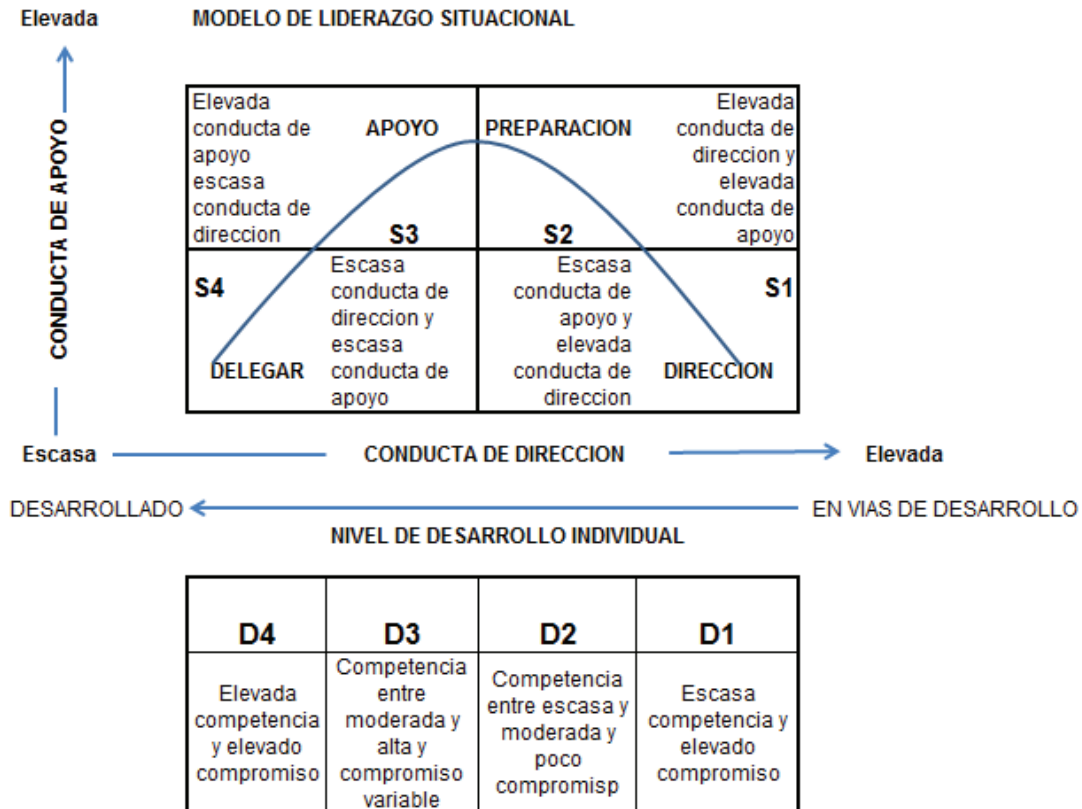 Elevada
MODELO DE LIDERAZGO SITUACIONAL
CONDUCTA DE APOYO
Elevada
conducta de
apoyo
escasa
conducta de
direccion
APOYO
S3
PREPARACION
S2
Elevada
conducta de
direccion y
elevada
conducta de
apoyo
S4
DELEGAR
Escasa
conducta de
direccion y
escasa
conducta de
apoyo
Escasa
conducta de
apoyo y
elevada
conducta de
direccion
S1
DIRECCION
Escasa
CONDUCTA DE DIRECCION
Elevada
DESARROLLADO
EN VIAS DE DESARROLLO
NIVEL DE DESARROLLO INDIVIDUAL
D4
D3
D2
D1
Elevada
competencia
y elevado
compromiso
Competencia
entre
moderada y
alta y
compromiso
variable
Competencia
entre escasa y
moderada y
poco
compromisp
Escasa
competencia y
elevado
compromiso